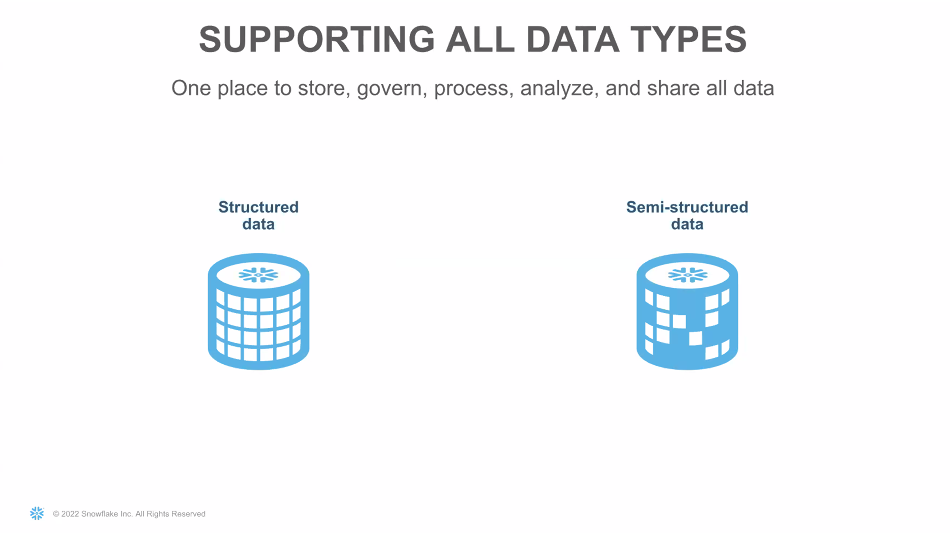 SUPPORTING ALL DATA TYPES
One place to store, govern, process, analyze, and share all data
Structured
data
Semi-structured
data
© 2022 Snowflake Inc. All Rights Reserved